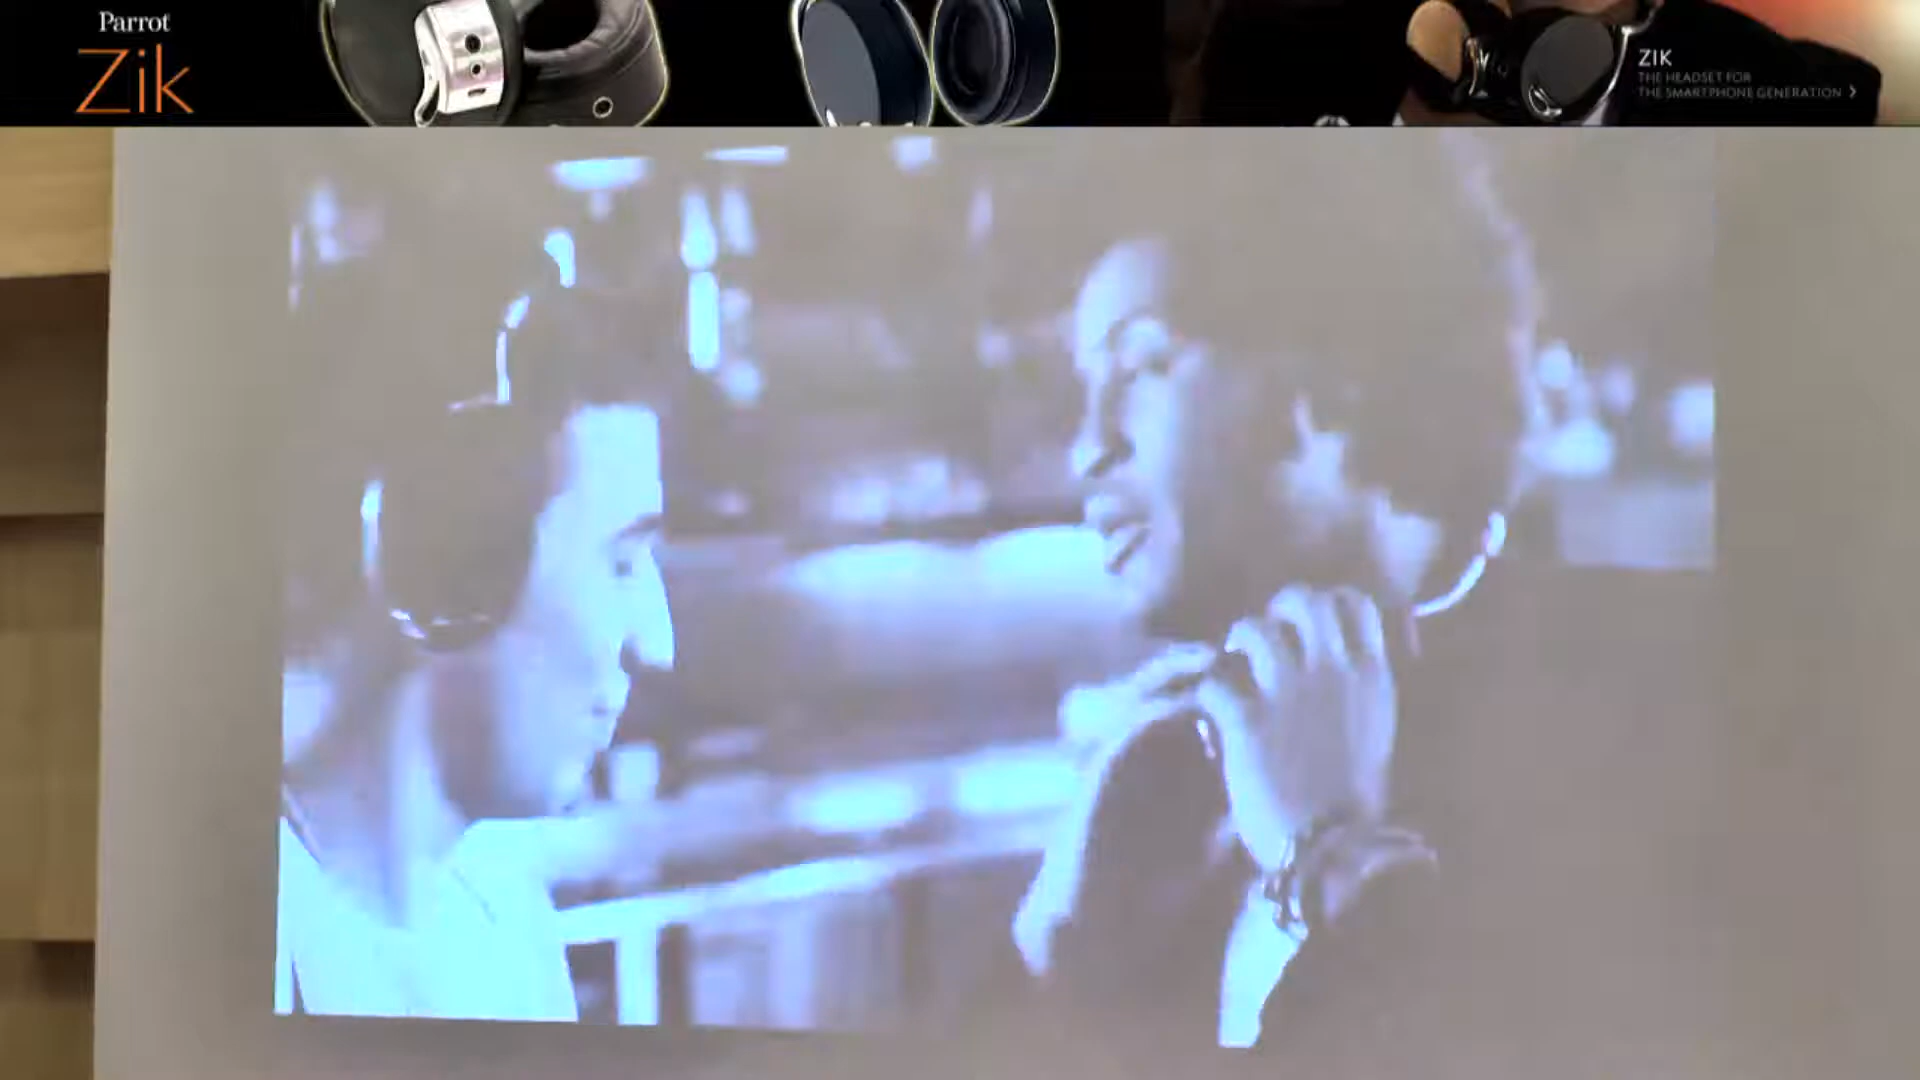 Parrot
Zik
ZIK
THE HEADSET FOR
THE SMARTPHONE GENERATION